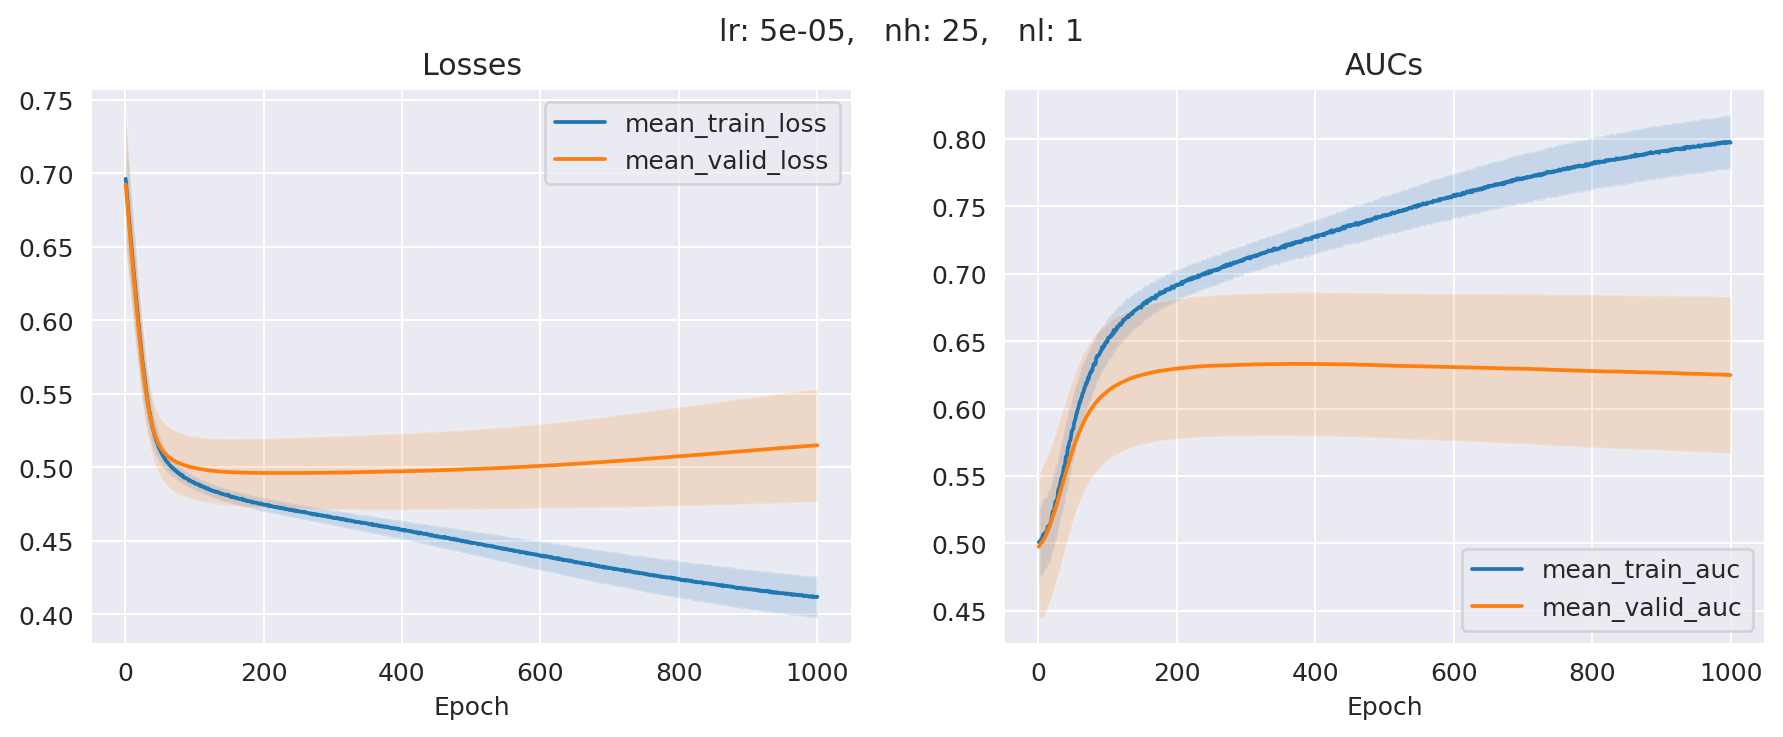 lr: 5e-05,   nh: 25,   nl: 1
Losses
0.75
0.70
0.65
0.60
0.55
0.50
0.45
0.40
mean_train_loss
mean_valid_loss
0 200 400 600 800 1000
Epoch
AUCs
0.80
0.75
0.70
0.65
0.60
0.55
0.50
0.45
mean_train_auc
mean_valid_auc
0 200 400 600 800 1000
Epoch